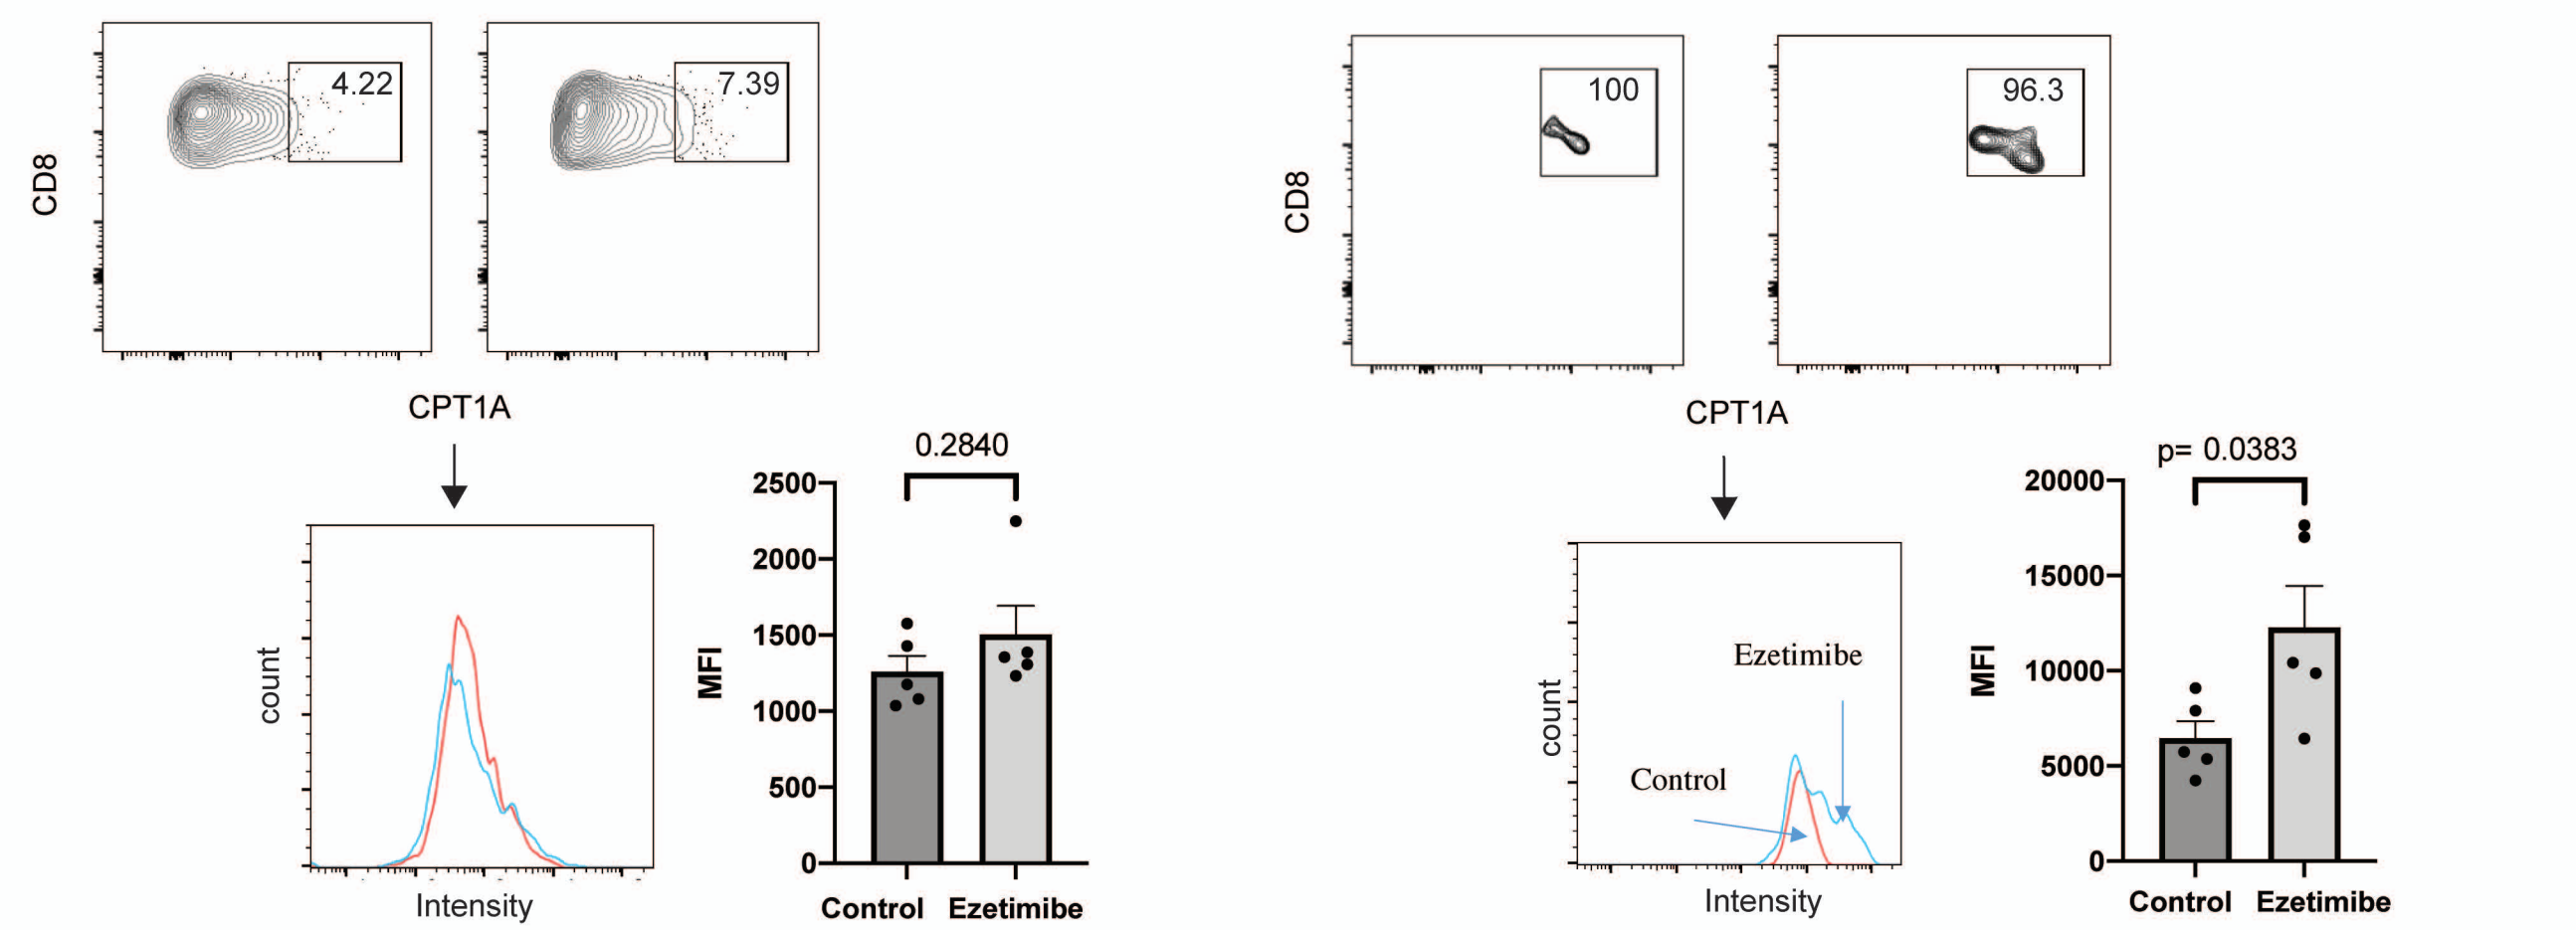 4.22
7.39
CD8
CPT1A
0.2840
2500
2000
1500
1000
500
0
MFI
count
Intensity
Control Ezetimibe
100
96.3
CD8
CPT1A
p= 0.0383
20000
15000
10000
5000
0
MFI
Ezetimibe
Control
count
Intensity
Control Ezetimibe